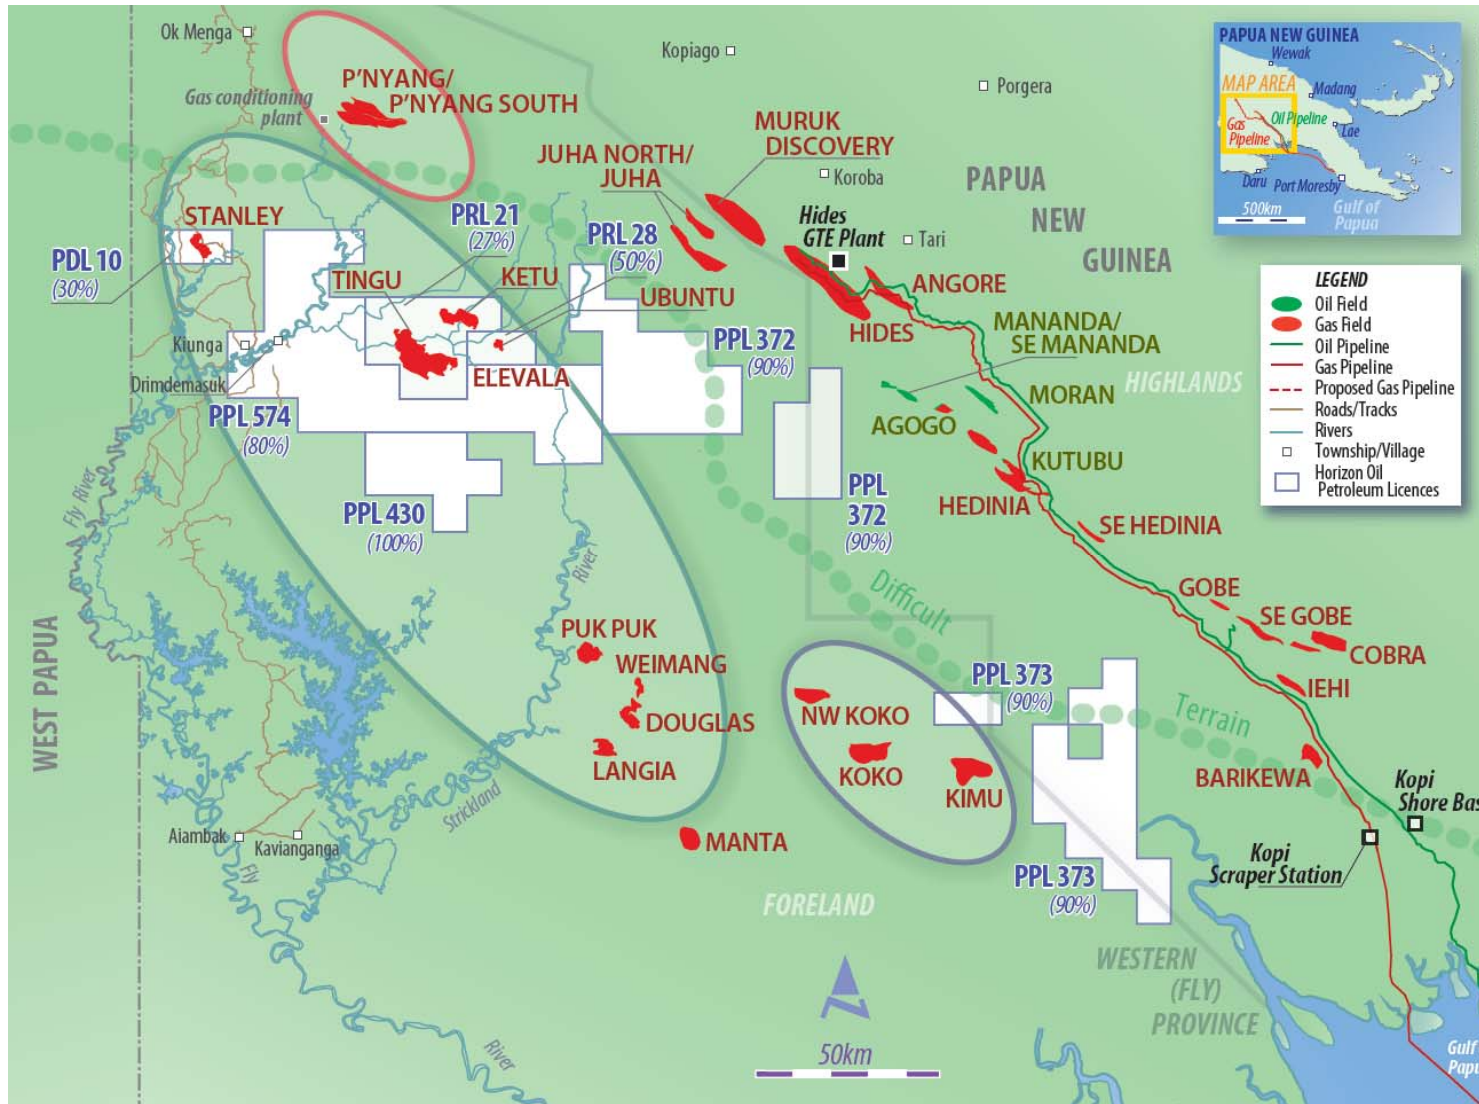 Ok Menga
Kopiago
Porgera
P'NYANG/
P'NYANG SOUTH
Gas conditioning
plant
MURUK
DISCOVERY
JUHA NORTH/
JUHA
Koroba
PAPUA
NEW
GUINEA
Hides
GTE Plant
Tari
STANLEY
PDL 10
(30%)
PRL 21
(27%)
PRL 28
(50%)
TINGU
KETU
UBUNTU
ANGORE
HIDES
MANANDA/
SE MANANDA
HIGHLANDS
Kiunga
Drimdemasuk
ELEVALA
PPL 372
(90%)
PPL 574
(80%)
AGOGO
MORAN
KUTUBU
HEDINIA
SE HEDINIA
PPL
372
(90%)
PPL 430
(100%)
Fly River
River
Difficult
GOBE
SE GOBE
COBRA
IEHI
WEST PAPUA
PUK PUK
WEIMANG
DOUGLAS
LANGIA
NW KOKO
KOKO
KIMU
PPL 373
(90%)
Terrain
BARIKEWA
Kopi
Shore Bas
Strickland
Aiambak
Kavianganga
Fly
MANTA
Kopi
Scraper Station
PPL 373
(90%)
FORELAND
WESTERN
(FLY)
PROVINCE
River
50km
Gulf
Papu
PAPUA NEW GUINEA
Wewak
MAP AREA
Madang
Oil Pipeline
Gas
Pipeline
Lae
Daru
Port Moresby
500km
Gulf of
Papua
LEGEND
Oil Field
Gas Field
Oil Pipeline
Gas Pipeline
Proposed Gas Pipeline
Roads/Tracks
Rivers
Township/Village
Horizon Oil
Petroleum Licences